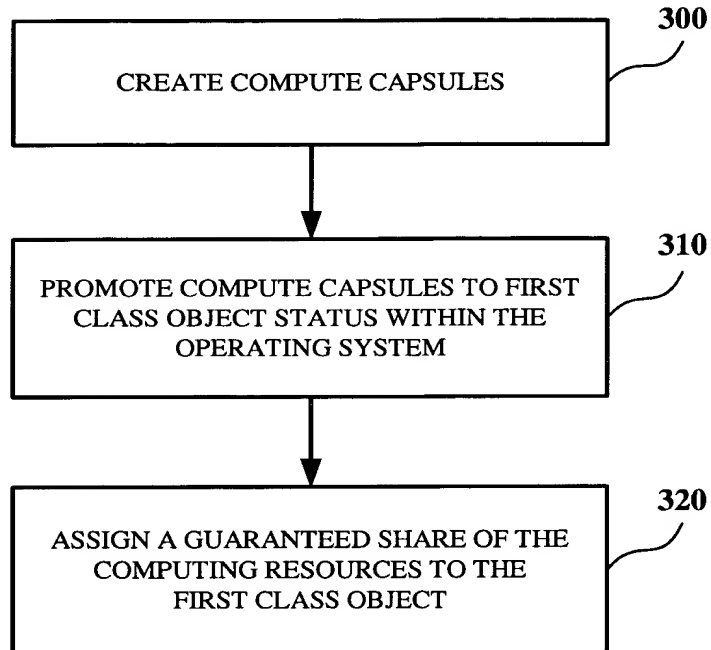 300
CREATE COMPUTE CAPSULES
310
PROMOTE COMPUTE CAPSULES TO FIRST
CLASS OBJECT STATUS WITHIN THE
OPERATING SYSTEM
320
ASSIGN A GUARANTEED SHARE OF THE
COMPUTING RESOURCES TO THE
FIRST CLASS OBJECT